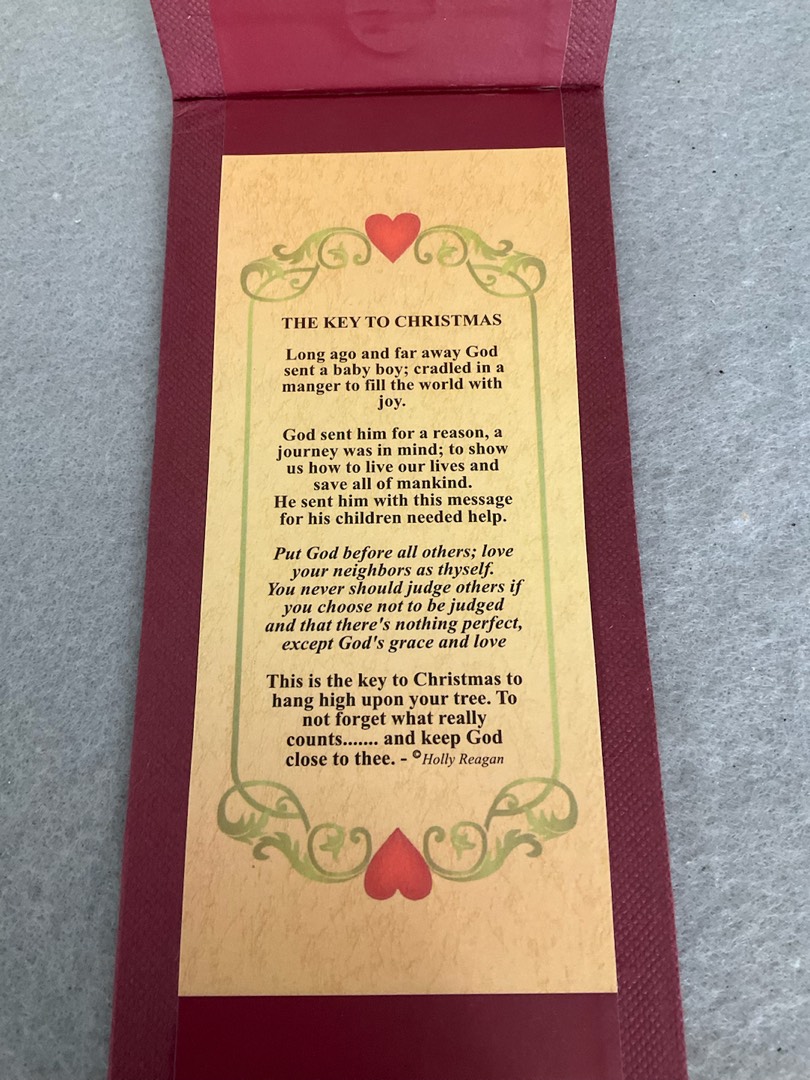 THE KEY TO CHRISTMAS
Long ago and far away God
sent a baby boy; cradled in a
manger to fill the world with
joy.
God sent him for a reason, a
journey was in mind; to show
us how to live our lives and
save all of mankind.
He sent him with this message
for his children needed help.
Put God before all others; love
your neighbors as thyself.
You never should judge others if
you choose not to be judged
and that there's nothing perfect,
except God's grace and love
This is the key to Christmas to
hang high upon your tree. To
not forget what really
counts....... and keep God
close to thee. - ©Holly Reagan